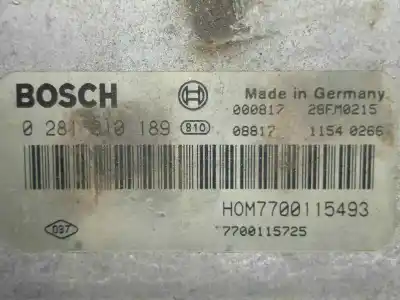 BOSCH
Made in Germany
000817 28FM0215
0 281 010 189 810
08817 1154 0266
HOM7700115493
097 7700115725